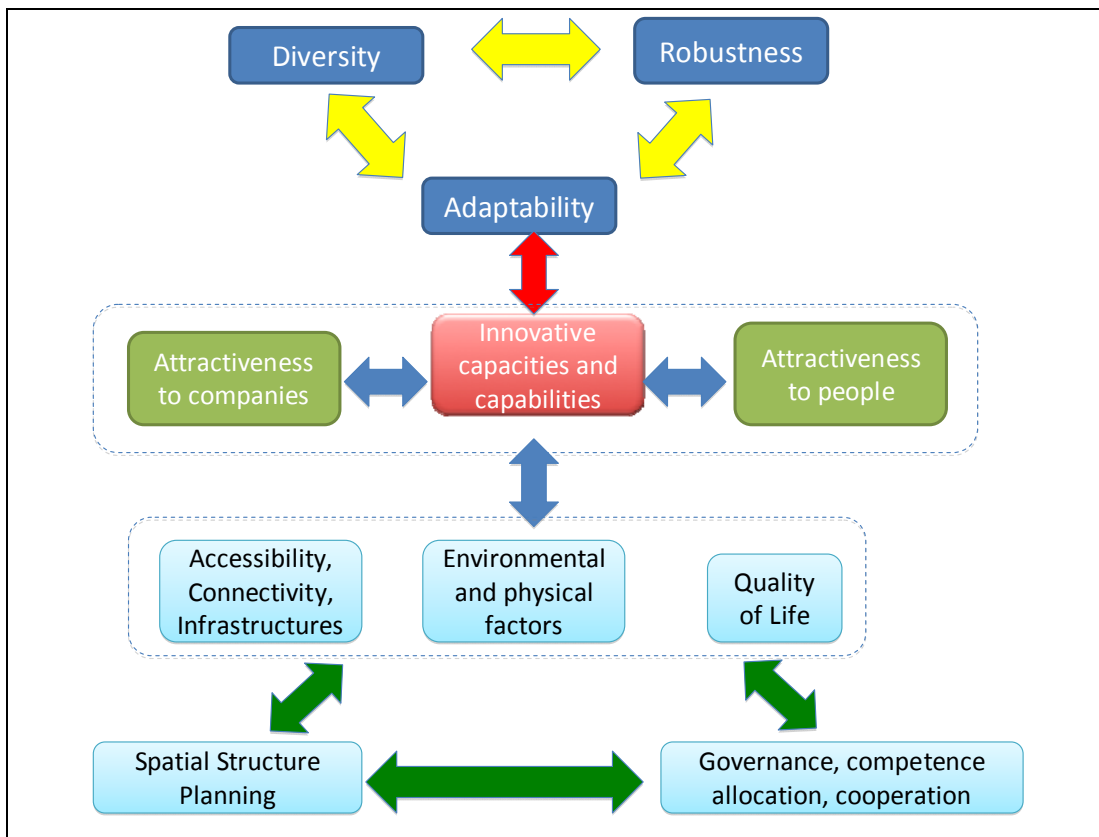 Diversity
Robustness
Adaptability
Attractiveness
to companies
Innovative
capacities and
capabilities
Attractiveness
to people
Accessibility,
Connectivity,
Infrastructures
Environmental
and physical
factors
Quality
of Life
Spatial Structure
Planning
Governance, competence
allocation, cooperation